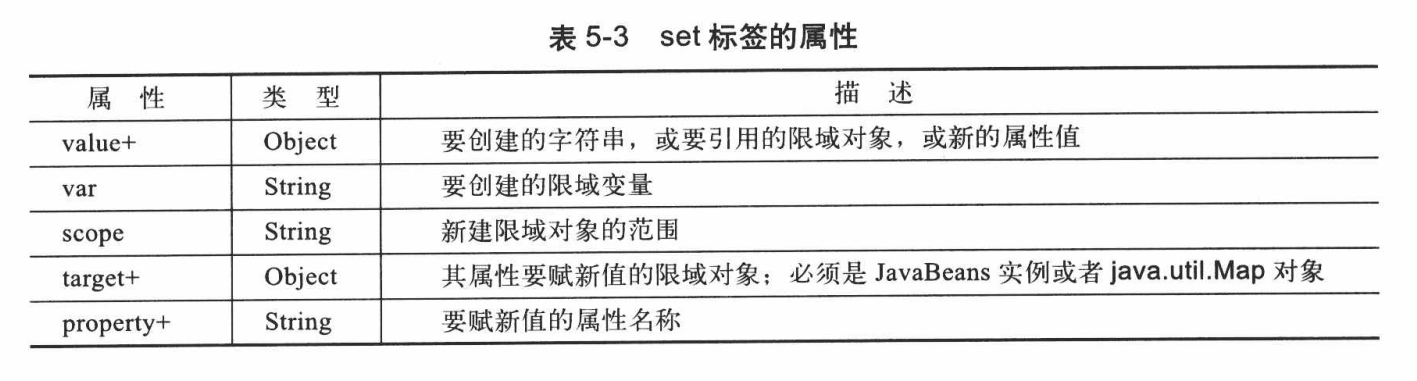 表 5-3 set 标签的属性
属 性 类 型 描 述
value+ Object 要创建的字符串，或要引用的限域对象，或新的属性值
var String 要创建的限域变量
scope String 新建限域对象的范围
target+ Object 其属性要赋新值的限域对象；必须是 JavaBeans 实例或者 java.util.Map 对象
property+ String 要赋新值的属性名称